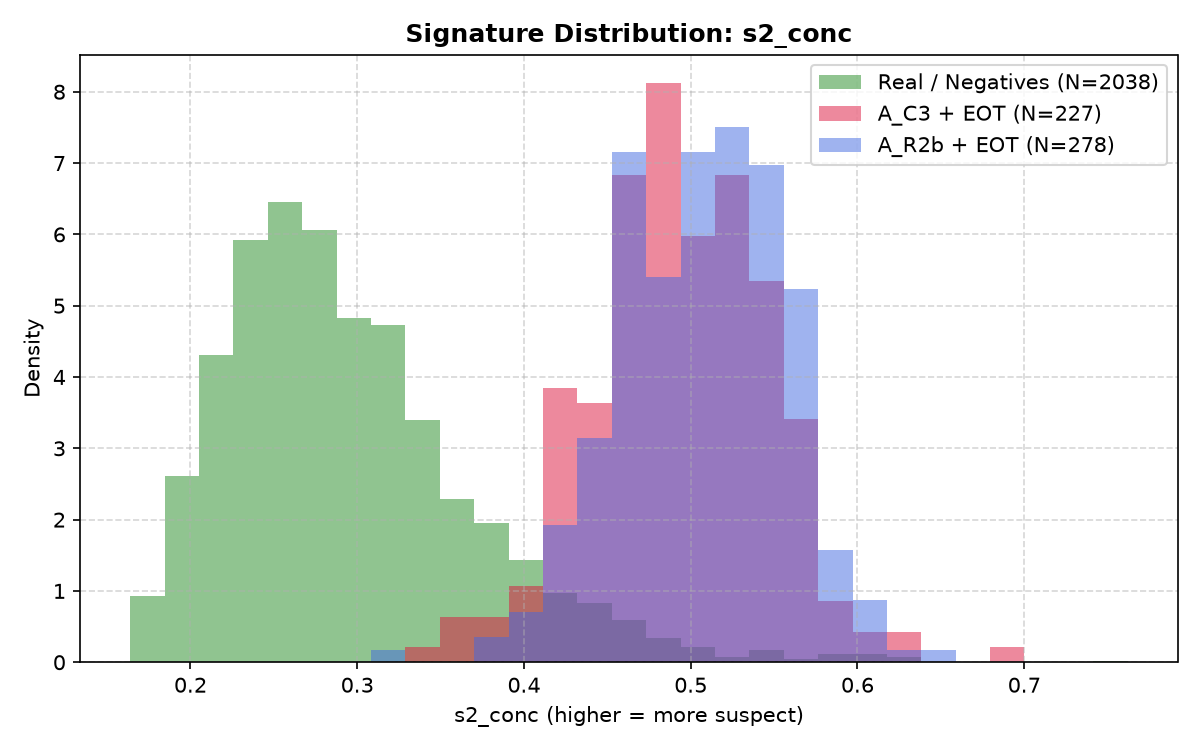 Signature Distribution: s2_conc
Real / Negatives (N=2038)
A_C3 + EOT (N=227)
A_R2b + EOT (N=278)
Density
8
7
6
5
4
3
2
1
0
0.2
0.3
0.4
0.5
0.6
0.7
s2_conc (higher = more suspect)